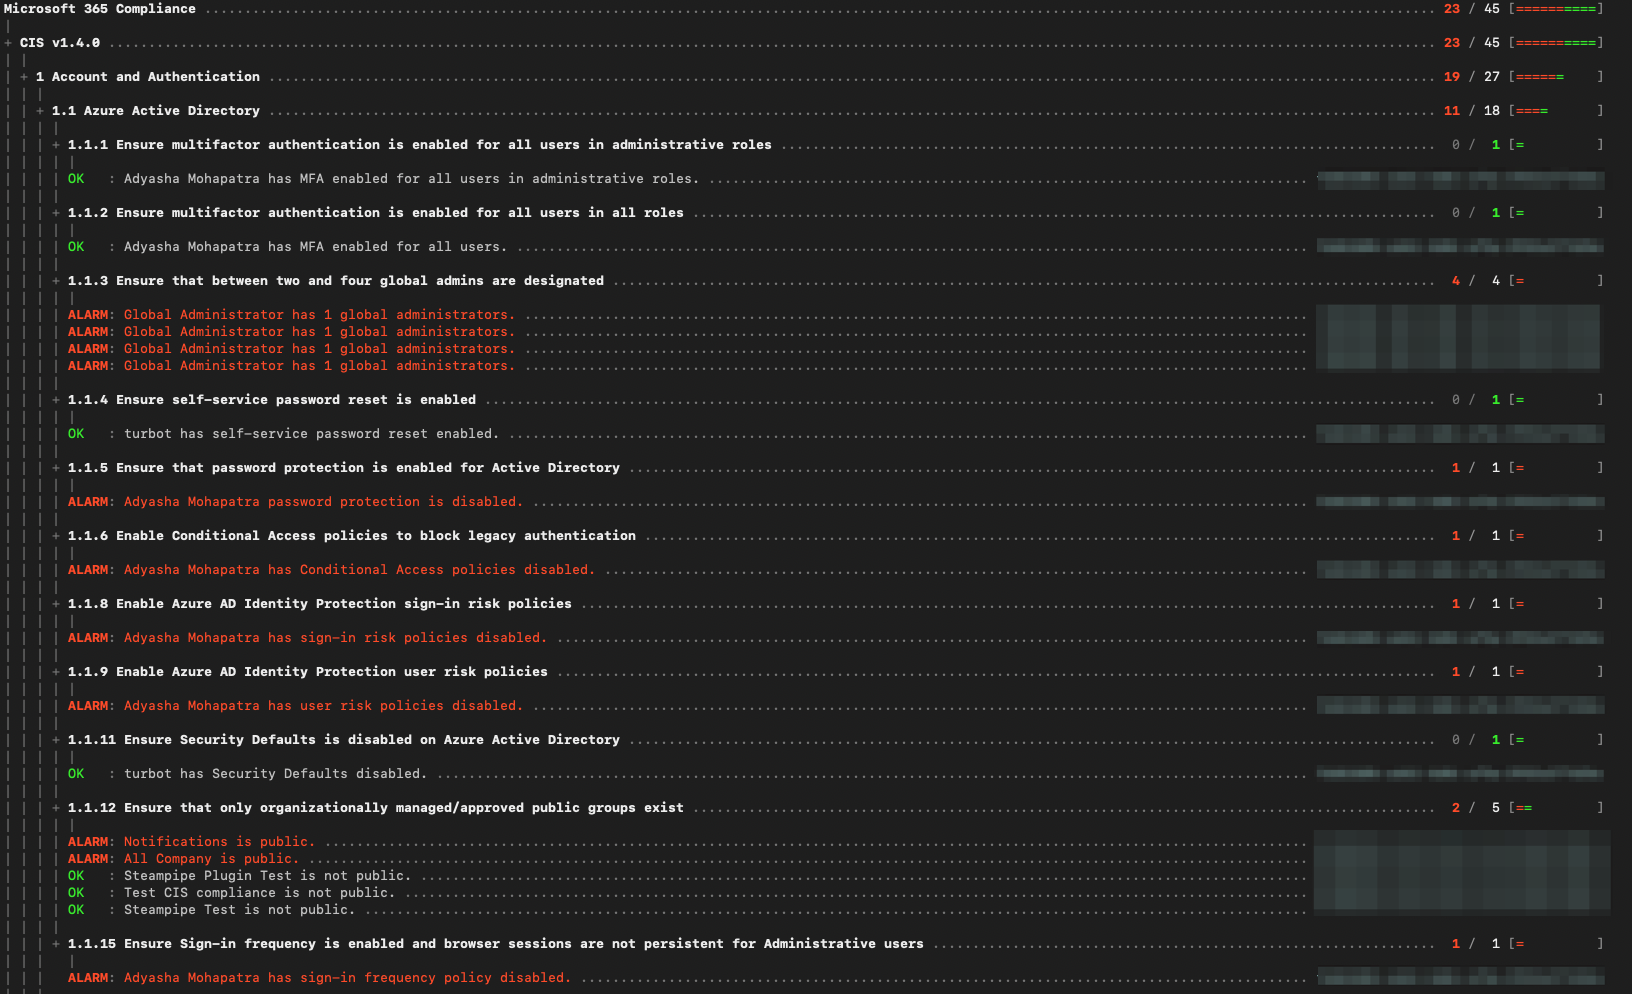 Microsoft 365 Compliance ........................ 23 / 45 [==========]
+ CIS v1.4.0 ........................ 23 / 45 [==========]
+ 1 Account and Authentication ........................ 19 / 27 [====== ]
+ 1.1 Azure Active Directory ........................ 11 / 18 [==== ]
+ 1.1.1 Ensure multifactor authentication is enabled for all users in administrative roles ........................ 0 / 1 [= ]
OK : Adyasha Mohapatra has MFA enabled for all users in administrative roles. ........................
+ 1.1.2 Ensure multifactor authentication is enabled for all users in all roles ........................ 0 / 1 [= ]
OK : Adyasha Mohapatra has MFA enabled for all users. ........................
+ 1.1.3 Ensure that between two and four global admins are designated ........................ 4 / 4 [= ]
ALARM: Global Administrator has 1 global administrators. ........................
ALARM: Global Administrator has 1 global administrators. ........................
ALARM: Global Administrator has 1 global administrators. ........................
ALARM: Global Administrator has 1 global administrators. ........................
+ 1.1.4 Ensure self-service password reset is enabled ........................ 0 / 1 [= ]
OK : turbot has self-service password reset enabled. ........................
+ 1.1.5 Ensure that password protection is enabled for Active Directory ........................ 1 / 1 [= ]
ALARM: Adyasha Mohapatra password protection is disabled. ........................
+ 1.1.6 Enable Conditional Access policies to block legacy authentication ........................ 1 / 1 [= ]
ALARM: Adyasha Mohapatra has Conditional Access policies disabled. ........................
+ 1.1.8 Enable Azure AD Identity Protection sign-in risk policies ........................ 1 / 1 [= ]
ALARM: Adyasha Mohapatra has sign-in risk policies disabled. ........................
+ 1.1.9 Enable Azure AD Identity Protection user risk policies ........................ 1 / 1 [= ]
ALARM: Adyasha Mohapatra has user risk policies disabled. ........................
+ 1.1.11 Ensure Security Defaults is disabled on Azure Active Directory ........................ 0 / 1 [= ]
OK : turbot has Security Defaults disabled. ........................
+ 1.1.12 Ensure that only organizationally managed/approved public groups exist ........................ 2 / 5 [== ]
ALARM: Notifications is public. ........................
ALARM: All Company is public. ........................
OK : Steampipe Plugin Test is not public. ........................
OK : Test CIS compliance is not public. ........................
OK : Steampipe Test is not public. ........................
+ 1.1.15 Ensure Sign-in frequency is enabled and browser sessions are not persistent for Administrative users ........................ 1 / 1 [= ]
ALARM: Adyasha Mohapatra has sign-in frequency policy disabled. ........................